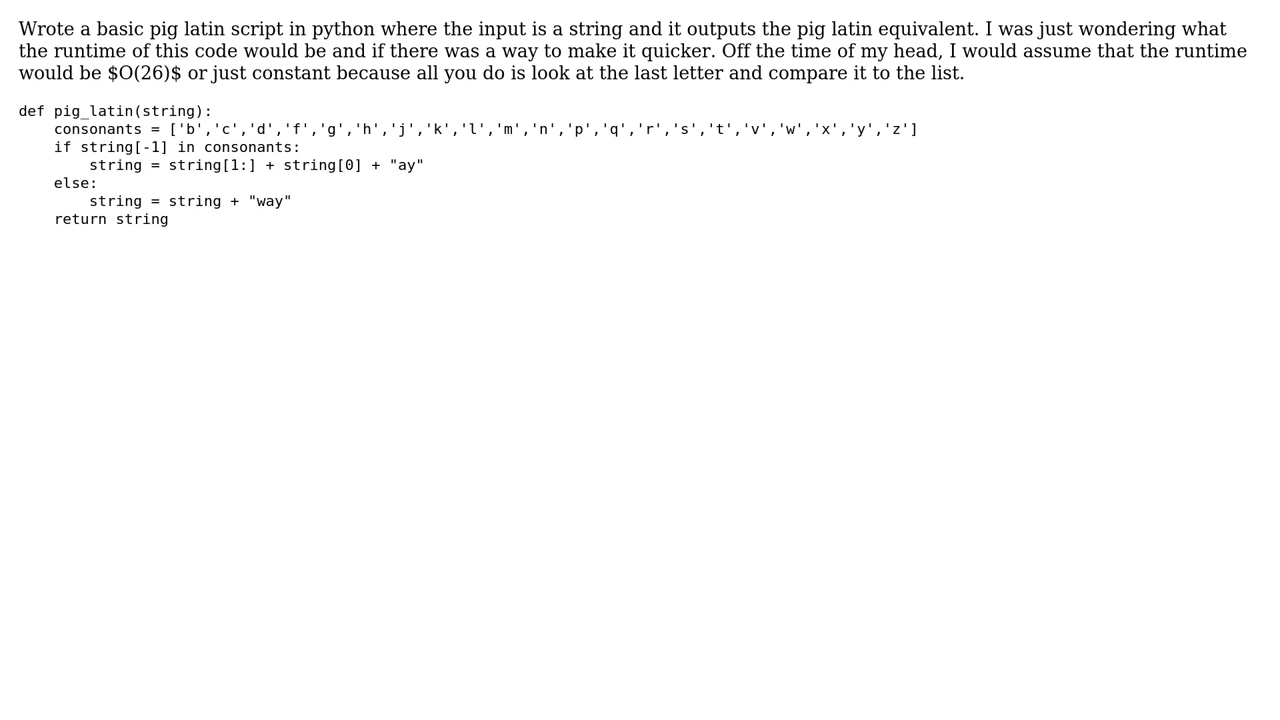 Wrote a basic pig latin script in python where the input is a string and it outputs the pig latin equivalent. I was just wondering what
the runtime of this code would be and if there was a way to make it quicker. Off the time of my head, I would assume that the runtime
would be $O(26)$ or just constant because all you do is look at the last letter and compare it to the list.
def pig_latin(string):
    consonants = ['b','c','d','f','g','h','j','k','l','m','n','p','q','r','s','t','v','w','x','y','z']
    if string[-1] in consonants:
        string = string[1:] + string[0] + "ay"
    else:
        string = string + "way"
    return string